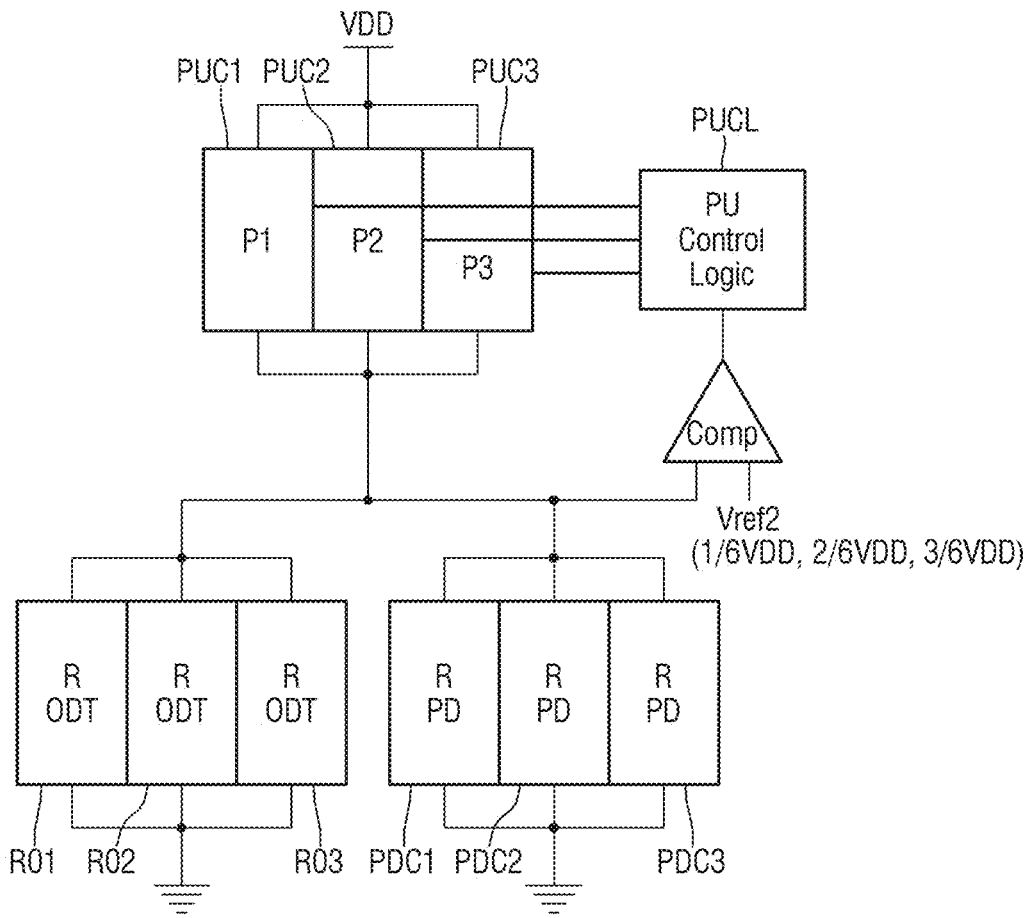 VDD
PUC1 PUC2 PUC3
PUCL
P1
P2
P3
PU
Control
Logic
Comp
Vref2
(1/6VDD, 2/6VDD, 3/6VDD)
R
ODT
R
ODT
R
ODT
R
PD
R
PD
R
PD
R01 R02 R03 PDC1 PDC2 PDC3